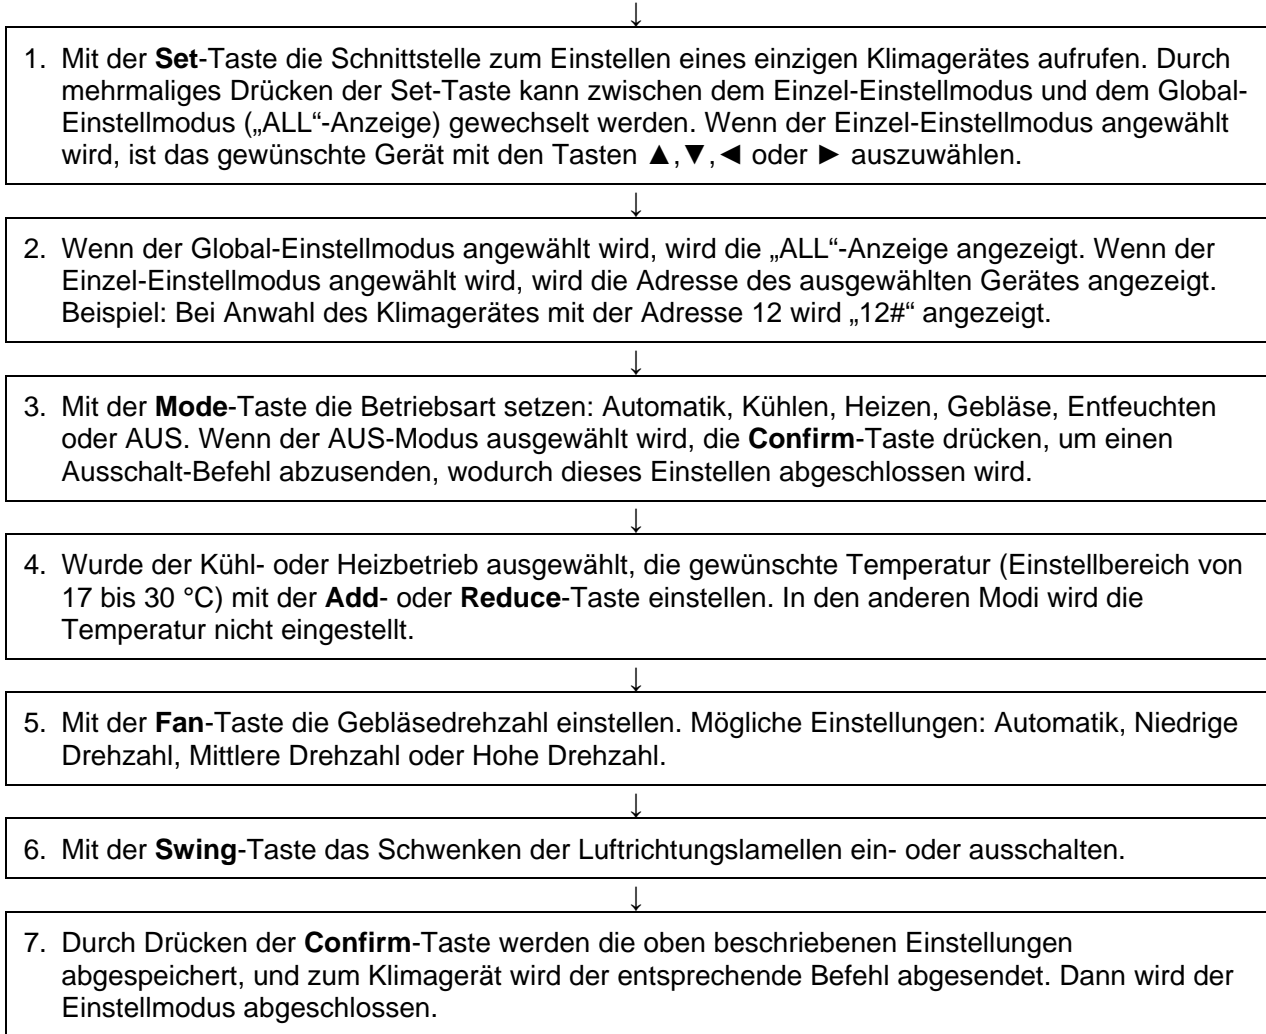 ↓
1. Mit der Set-Taste die Schnittstelle zum Einstellen eines einzigen Klimagerätes aufrufen. Durch
mehrmaliges Drücken der Set-Taste kann zwischen dem Einzel-Einstellmodus und dem Global-
Einstellmodus („ALL“-Anzeige) gewechselt werden. Wenn der Einzel-Einstellmodus angewählt
wird, ist das gewünschte Gerät mit den Tasten ▲,▼,◄ oder ► auszuwählen.
↓
2. Wenn der Global-Einstellmodus angewählt wird, wird die „ALL“-Anzeige angezeigt. Wenn der
Einzel-Einstellmodus angewählt wird, wird die Adresse des ausgewählten Gerätes angezeigt.
Beispiel: Bei Anwahl des Klimagerätes mit der Adresse 12 wird „12#“ angezeigt.
↓
3. Mit der Mode-Taste die Betriebsart setzen: Automatik, Kühlen, Heizen, Gebläse, Entfeuchten
oder AUS. Wenn der AUS-Modus ausgewählt wird, die Confirm-Taste drücken, um einen
Ausschalt-Befehl abzusenden, wodurch dieses Einstellen abgeschlossen wird.
↓
4. Wurde der Kühl- oder Heizbetrieb ausgewählt, die gewünschte Temperatur (Einstellbereich von
17 bis 30 °C) mit der Add- oder Reduce-Taste einstellen. In den anderen Modi wird die
Temperatur nicht eingestellt.
↓
5. Mit der Fan-Taste die Gebläsedrehzahl einstellen. Mögliche Einstellungen: Automatik, Niedrige
Drehzahl, Mittlere Drehzahl oder Hohe Drehzahl.
↓
6. Mit der Swing-Taste das Schwenken der Luftrichtungslamellen ein- oder ausschalten.
↓
7. Durch Drücken der Confirm-Taste werden die oben beschriebenen Einstellungen
abgespeichert, und zum Klimagerät wird der entsprechende Befehl abgesendet. Dann wird der
Einstellmodus abgeschlossen.